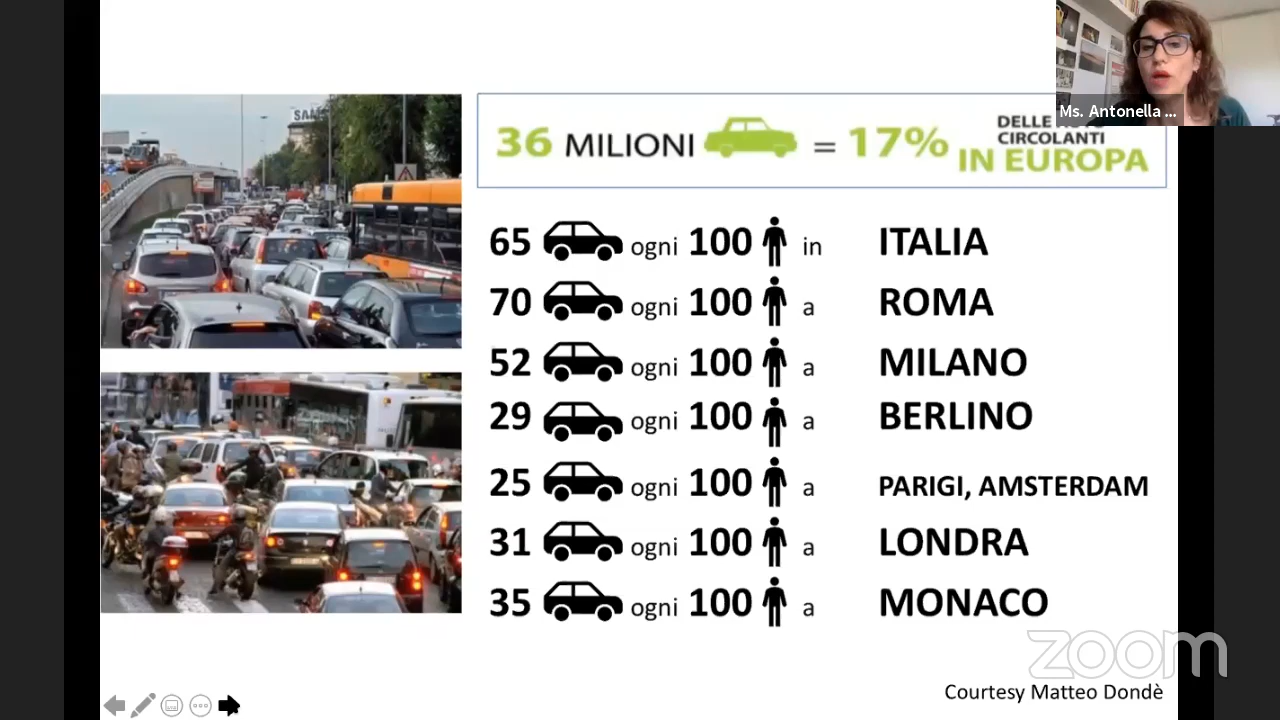 Ms. Antonella ...
36 MILIONI = 17% DELLE
CIRCOLANTI
IN EUROPA
65 ogni 100 in ITALIA
70 ogni 100 a ROMA
52 ogni 100 a MILANO
29 ogni 100 a BERLINO
25 ogni 100 a PARIGI, AMSTERDAM
31 ogni 100 a LONDRA
35 ogni 100 a MONACO
zoom
Courtesy Matteo Dondè